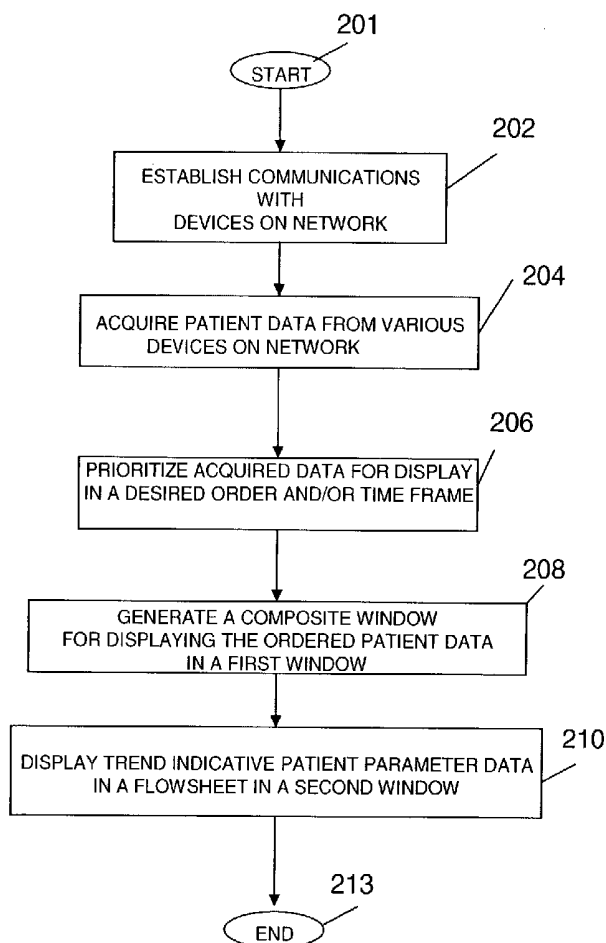 201
START
202
ESTABLISH COMMUNICATIONS
WITH
DEVICES ON NETWORK
204
ACQUIRE PATIENT DATA FROM VARIOUS
DEVICES ON NETWORK
206
PRIORITIZE ACQUIRED DATA FOR DISPLAY
IN A DESIRED ORDER AND/OR TIME FRAME
208
GENERATE A COMPOSITE WINDOW
FOR DISPLAYING THE ORDERED PATIENT DATA
IN A FIRST WINDOW
210
DISPLAY TREND INDICATIVE PATIENT PARAMETER DATA
IN A FLOWSHEET IN A SECOND WINDOW
213
END